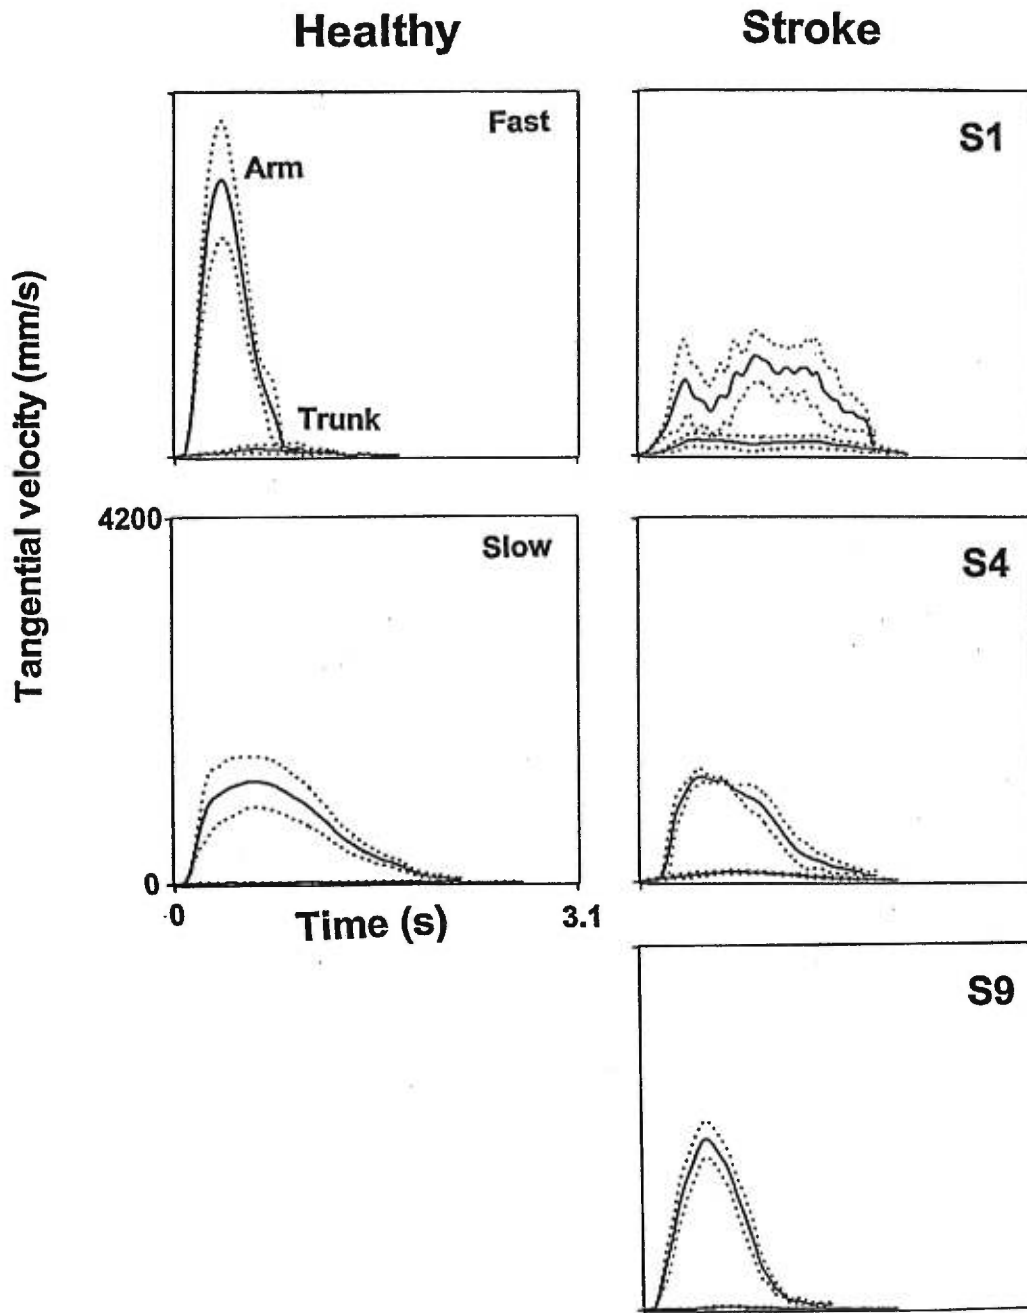 Healthy
Stroke
Fast
Arm
Trunk
S1
Tangential velocity (mm/s)
4200
Slow
0
0
Time (s)
3.1
S4
S9